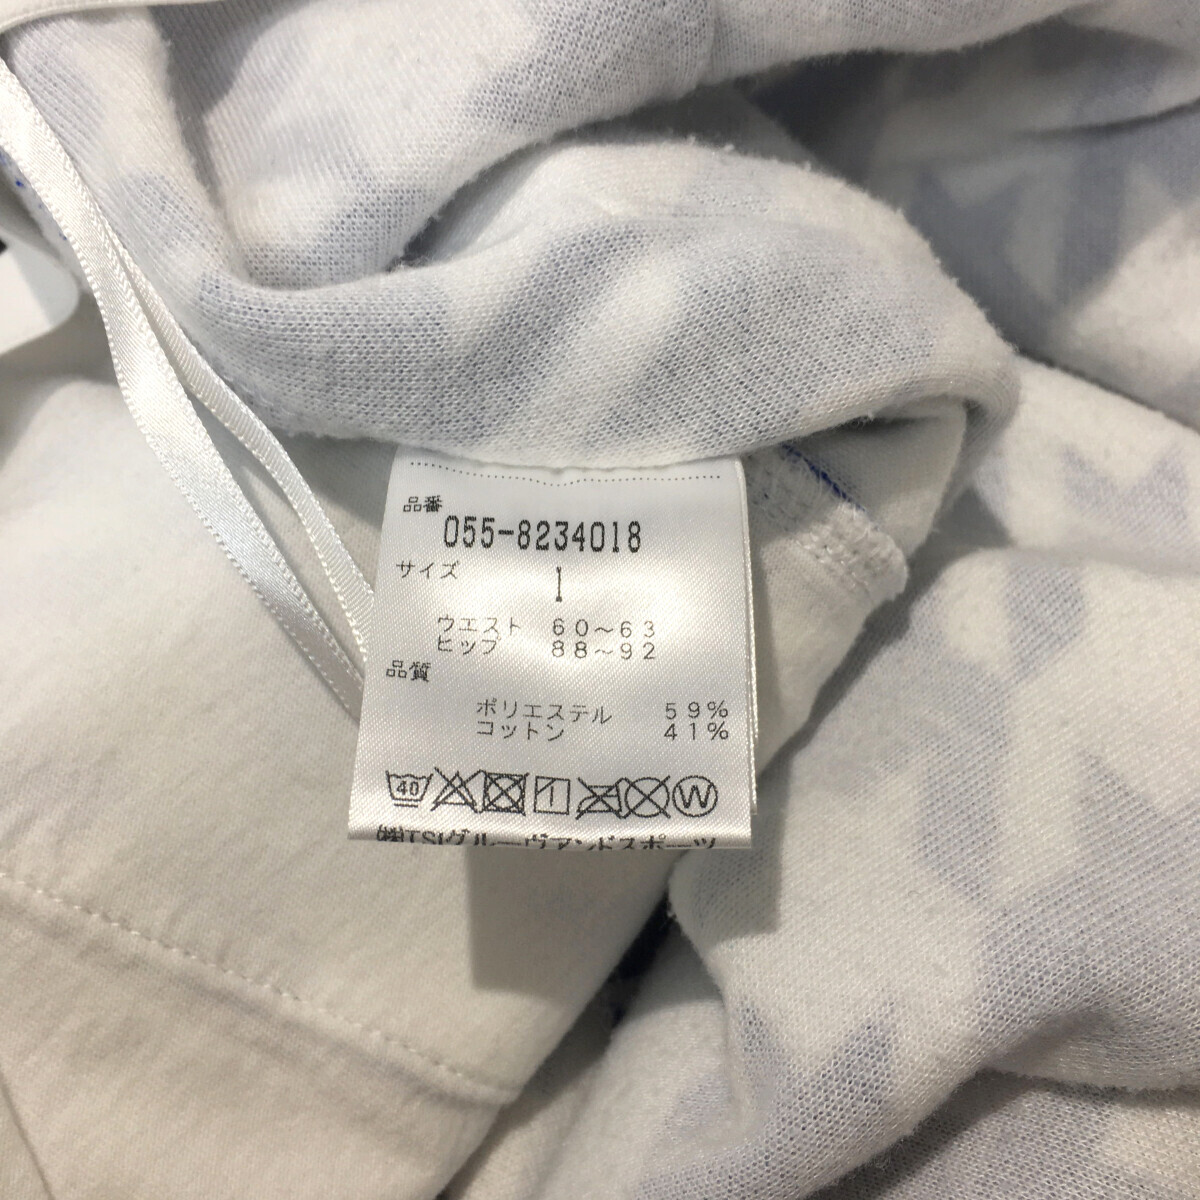 品番
055-8234018
サイズ
1
ウエスト 60～63
ヒップ 88～92
品質
ポリエステル 59%
コットン 41%
40 W
㈱TSIグルーヴアンドスポーツ